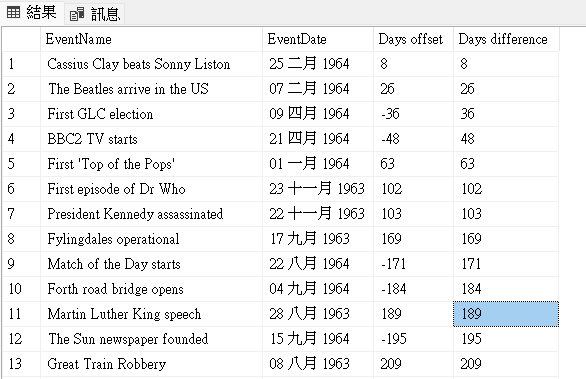 結果 訊息
EventName EventDate Days offset Days difference
1 Cassius Clay beats Sonny Liston 25 二月 1964 8 8
2 The Beatles arrive in the US 07 二月 1964 26 26
3 First GLC election 09 四月 1964 -36 36
4 BBC2 TV starts 21 四月 1964 -48 48
5 First 'Top of the Pops' 01 一月 1964 63 63
6 First episode of Dr Who 23 十一月 1963 102 102
7 President Kennedy assassinated 22 十一月 1963 103 103
8 Fylingdales operational 17 九月 1963 169 169
9 Match of the Day starts 22 八月 1964 -171 171
10 Forth road bridge opens 04 九月 1964 -184 184
11 Martin Luther King speech 28 八月 1963 189 189
12 The Sun newspaper founded 15 九月 1964 -195 195
13 Great Train Robbery 08 八月 1963 209 209